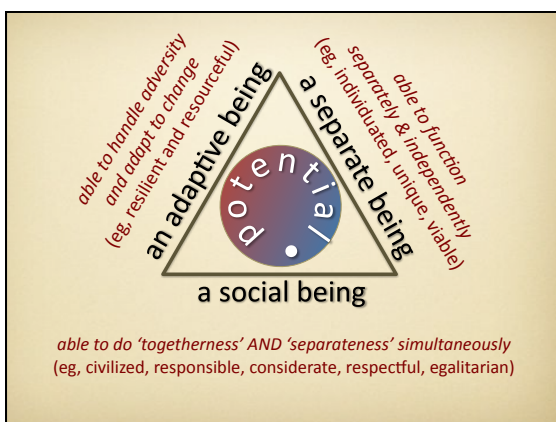 able to handle adversity
and adapt to change
(eg, resilient and resourceful)
an adaptive being
able to function
separately & independently
(eg, individuated, unique, viable)
a separate being
potential
a social being
able to do ‘togetherness’ AND ‘separateness’ simultaneously
(eg, civilized, responsible, considerate, respectful, egalitarian)